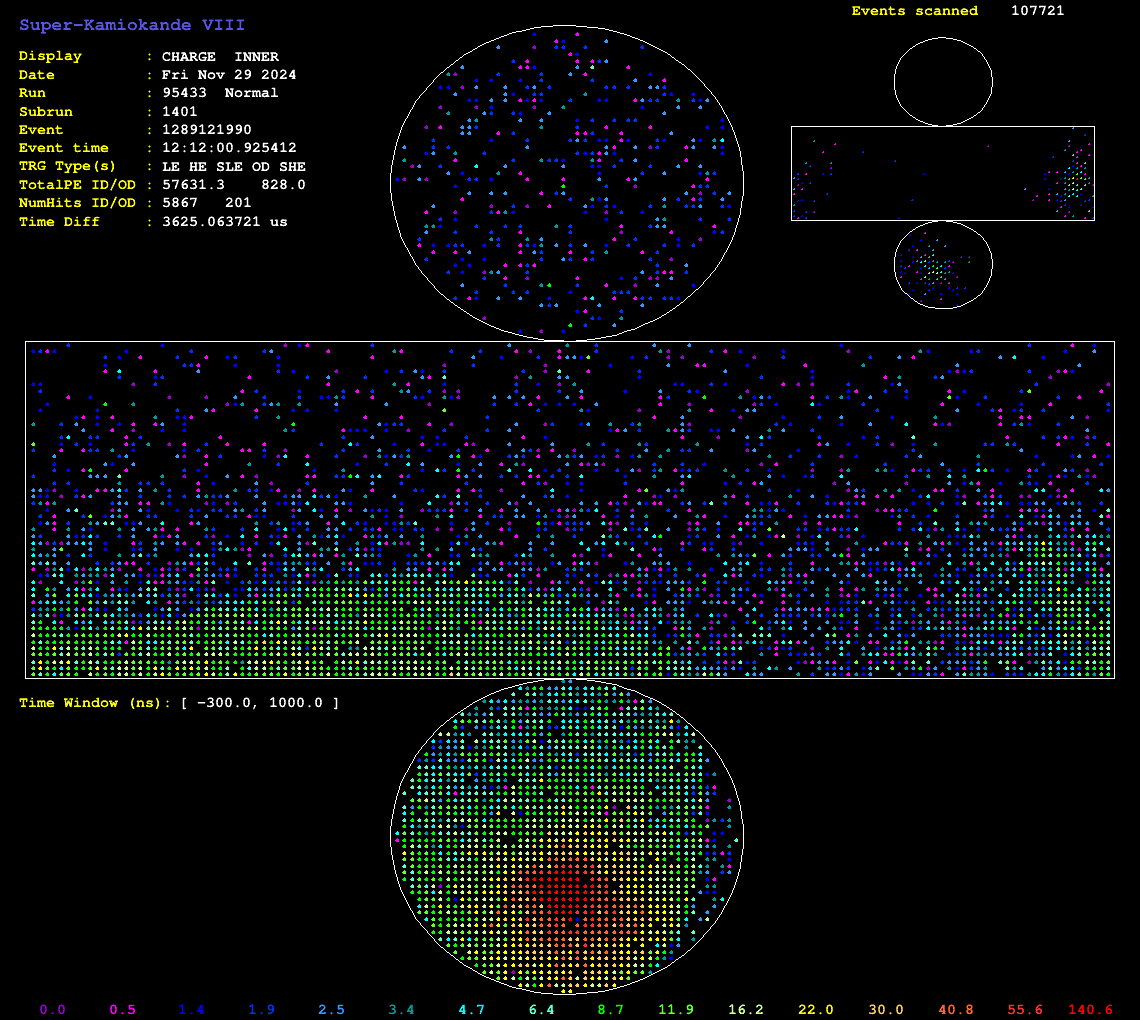 Super-Kamiokande VIII
Events scanned 107721
Display : CHARGE INNER
Date : Fri Nov 29 2024
Run : 95433 Normal
Subrun : 1401
Event : 1289121990
Event time : 12:12:00.925412
TRG Type(s) : LE HE SLE OD SHE
TotalPE ID/OD : 57631.3 828.0
NumHits ID/OD : 5867 201
Time Diff : 3625.063721 us
Time Window (ns): [ -300.0, 1000.0 ]
0.0 0.5 1.4 1.9 2.5 3.4 4.7 6.4 8.7 11.9 16.2 22.0 30.0 40.8 55.6 140.6